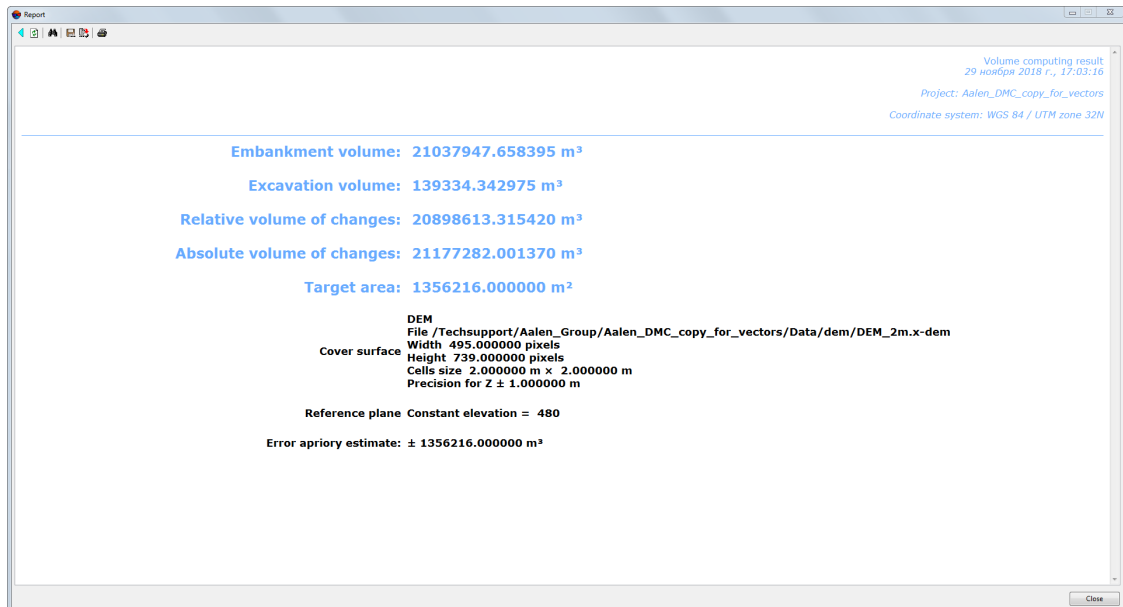 Report
Volume computing result
29 ноября 2018 г., 17:03:16
Project: Aalen_DMC_copy_for_vectors
Coordinate system: WGS 84 / UTM zone 32N
Embankment volume: 21037947.658395 m³
Excavation volume: 139334.342975 m³
Relative volume of changes: 20898613.315420 m³
Absolute volume of changes: 21177282.001370 m³
Target area: 1356216.000000 m²
Cover surface
DEM
File /Techsupport/Aalen_Group/Aalen_DMC_copy_for_vectors/Data/dem/DEM_2m.x-dem
Width 495.000000 pixels
Height 739.000000 pixels
Cells size 2.000000 m × 2.000000 m
Precision for Z ± 1.000000 m
Reference plane Constant elevation = 480
Error apriory estimate: ± 1356216.000000 m³
Close